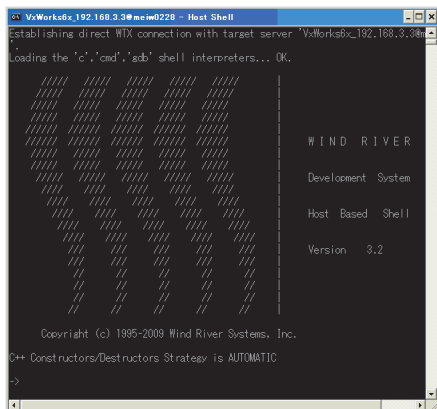 VxWorks6x_192.168.3.3@meiw0228 - Host Shell
Establishing direct WTX connection with target server 'VxWorks6x_192.168.3.3@m
'.
Loading the 'c','cmd','gdb' shell interpreters... OK.
WIND RIVER
Development System
Host Based Shell
Version 3.2
Copyright (c) 1995-2009 Wind River Systems, Inc.
C++ Constructors/Destructors Strategy is AUTOMATIC
->